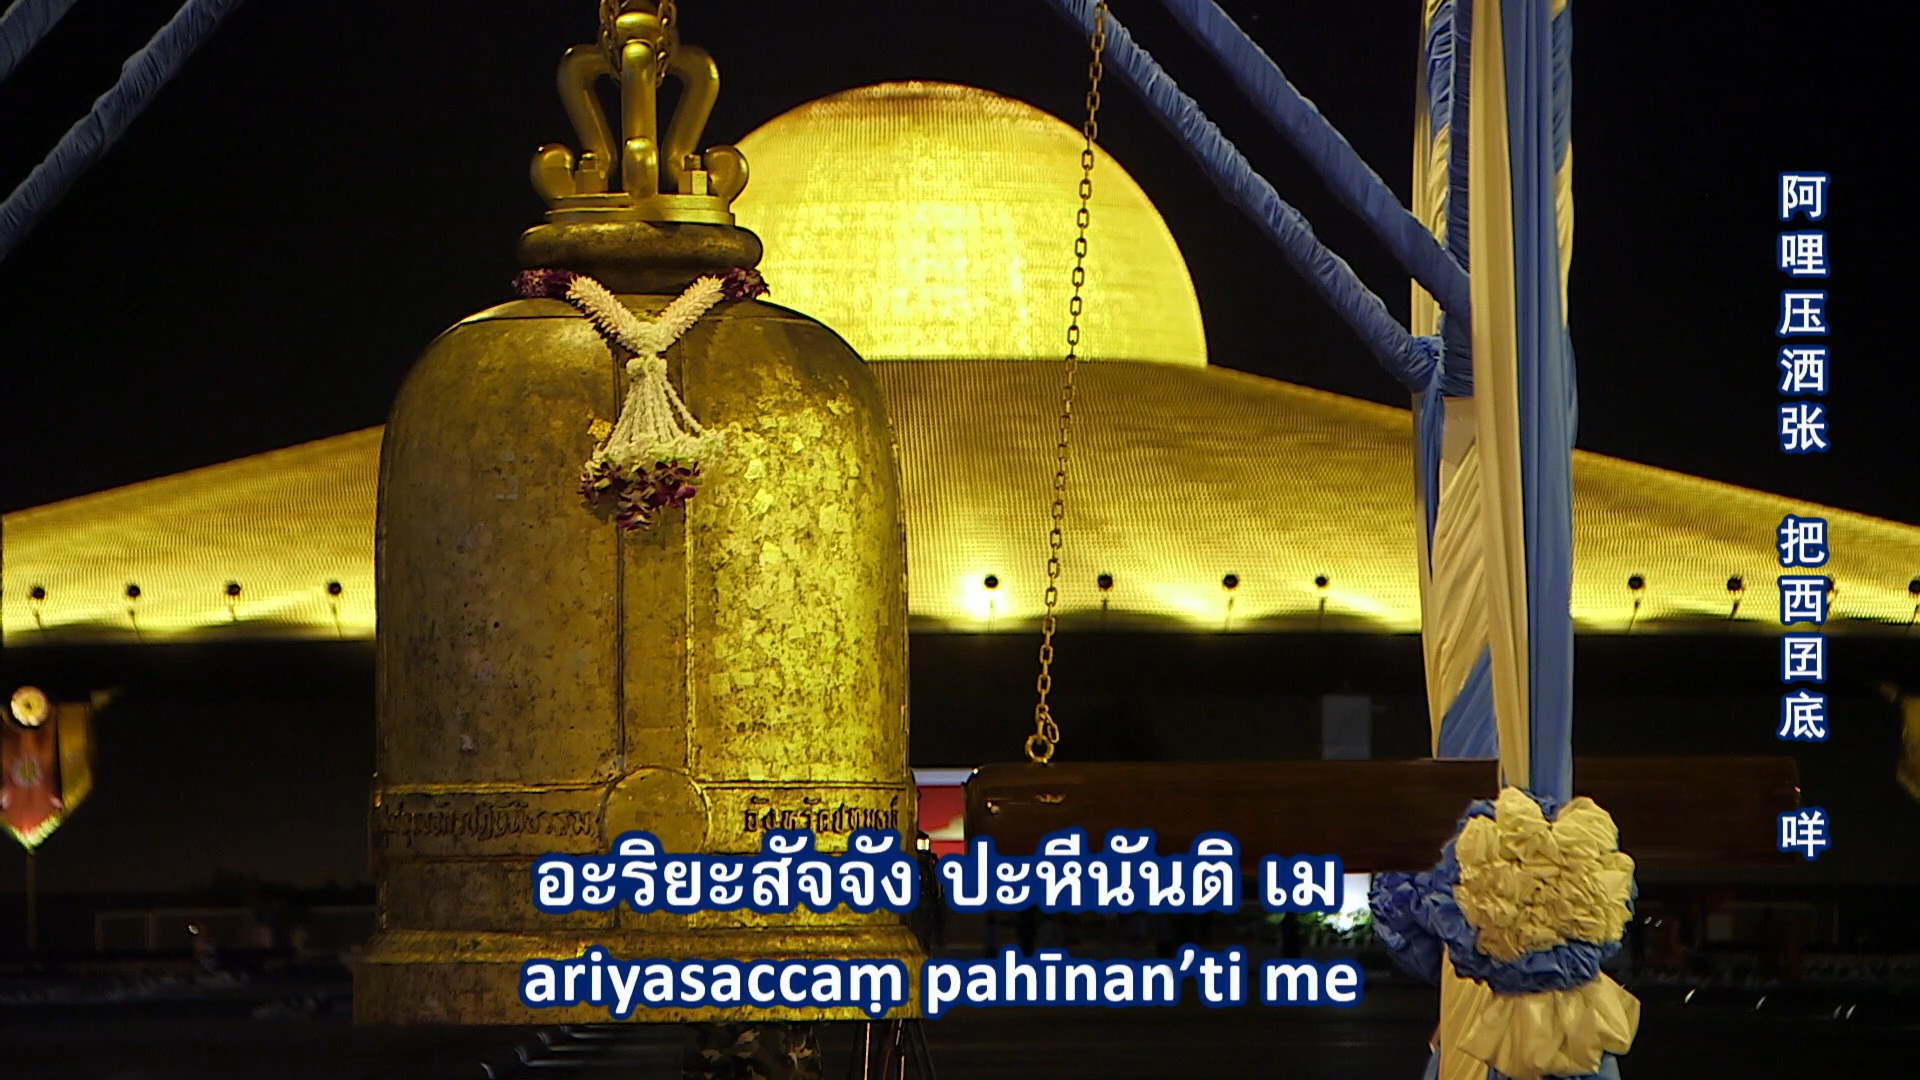 อะริยะสัจจัง ปะหีนันติ เม
ariyasaccaṃ pahīnan’ti me
阿哩压洒张 把西囝底 咩